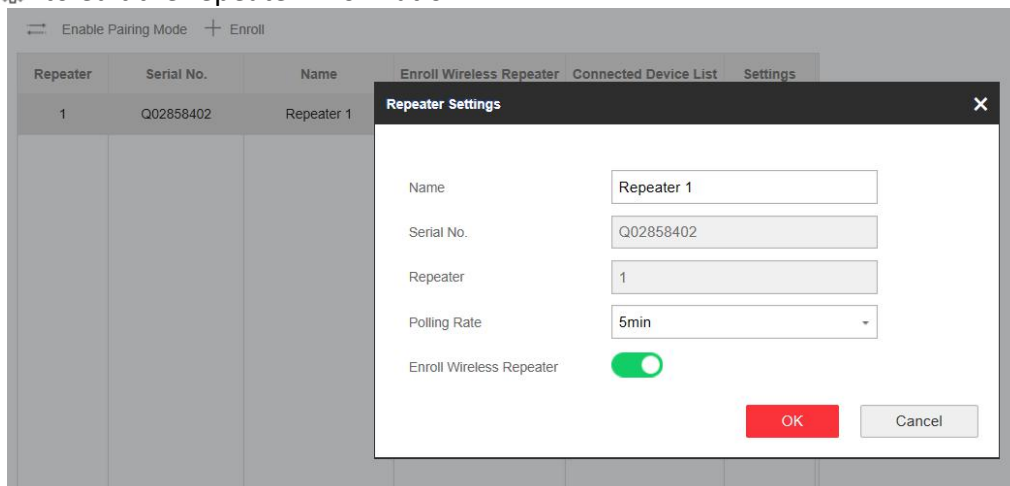 Enable Pairing Mode Enroll
Repeater Serial No. Name Enroll Wireless Repeater Connected Device List Settings
1 Q02858402 Repeater 1
Repeater Settings
Name Repeater 1
Serial No. Q02858402
Repeater 1
Polling Rate 5min
Enroll Wireless Repeater
OK Cancel